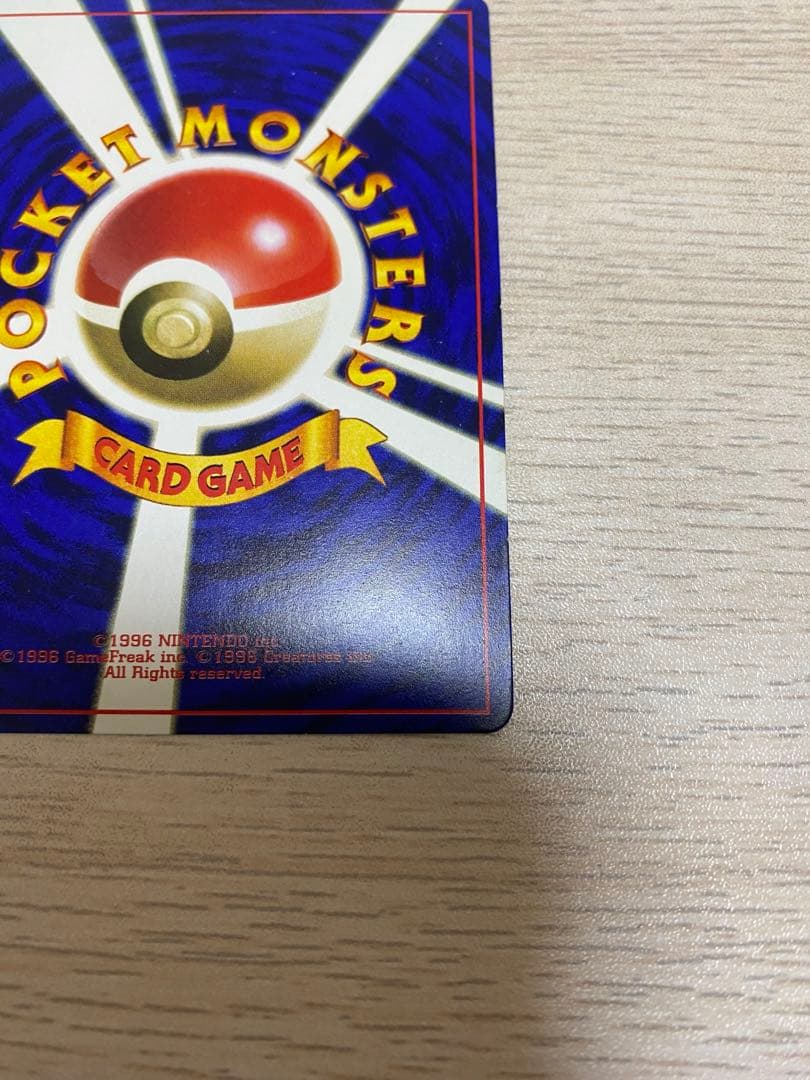 POCKET MONSTERS
CARD GAME
©1996 NINTENDO inc.
©1996 GameFreak inc. ©1996 Creatures inc.
All Rights reserved.